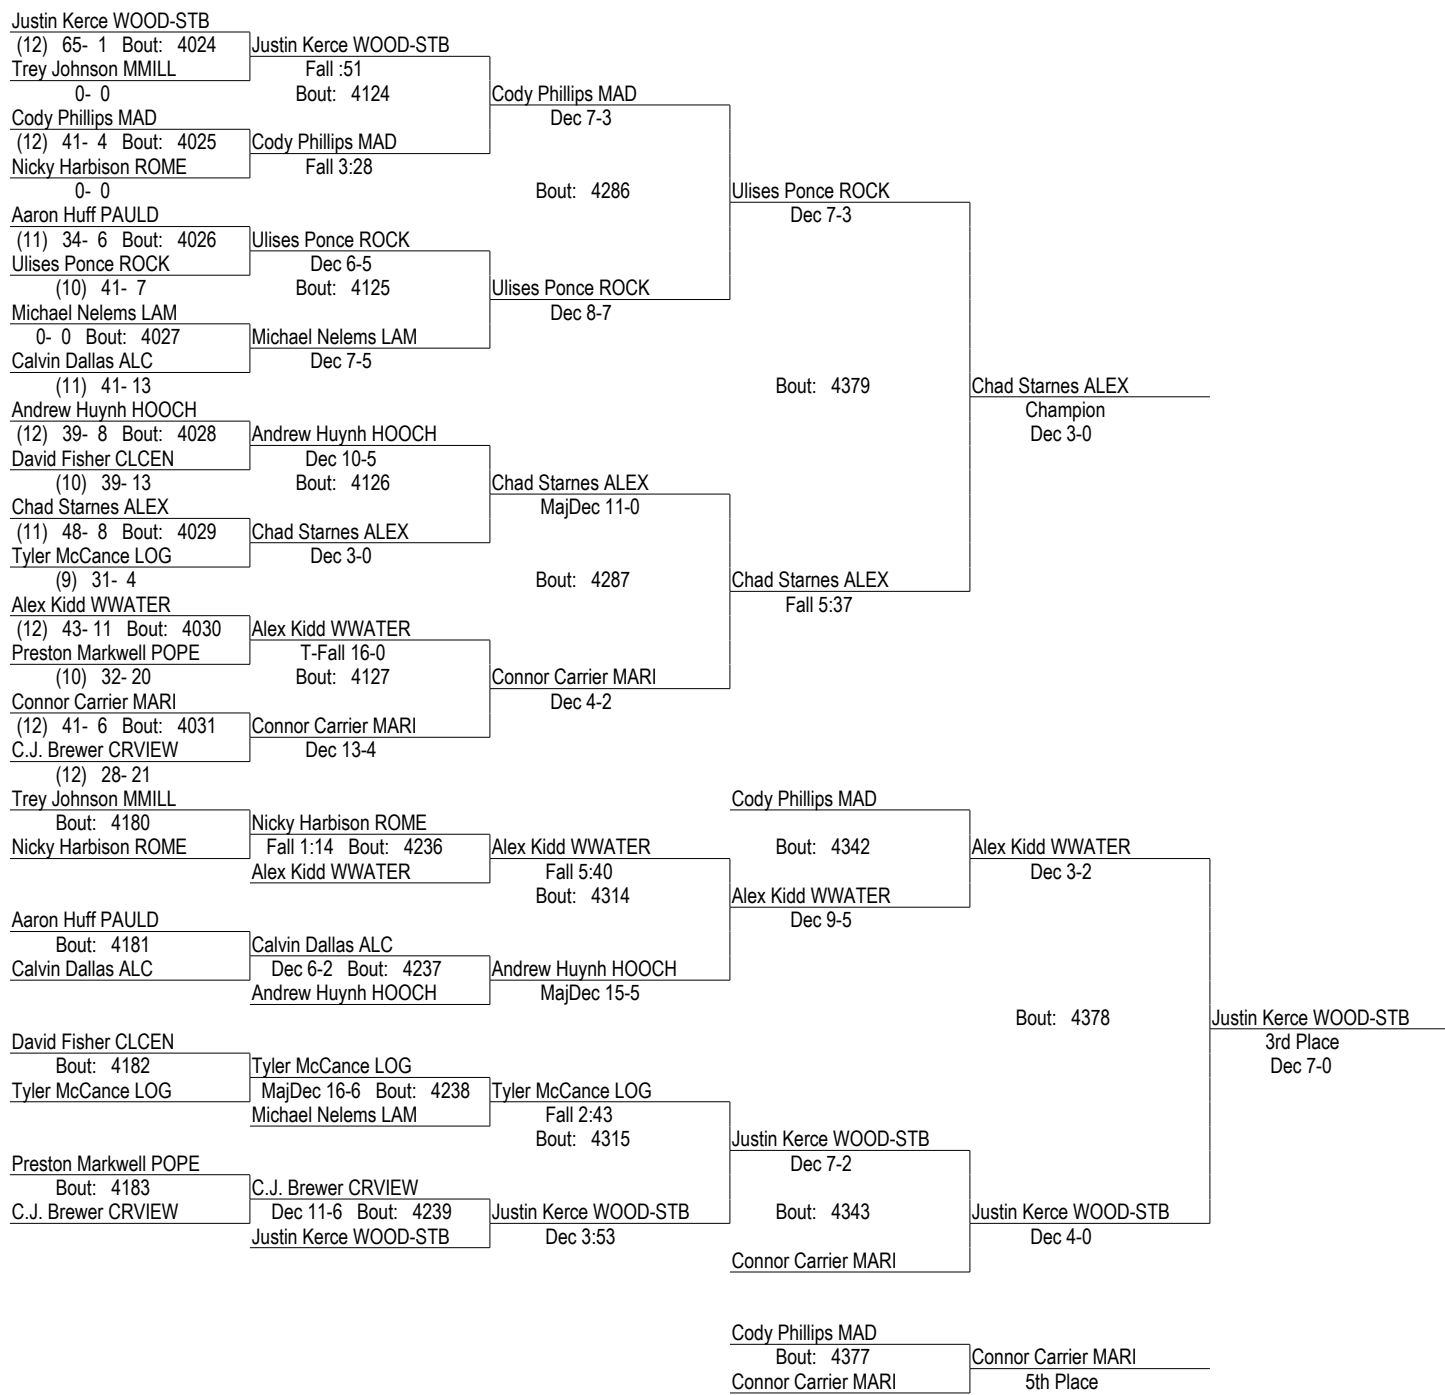 Justin Kerce WOOD-STB
(12) 65- 1 Bout: 4024 Justin Kerce WOOD-STB
Trey Johnson MMILL Fall :51
0- 0 Bout: 4124 Cody Phillips MAD
Cody Phillips MAD Dec 7-3
(12) 41- 4 Bout: 4025 Cody Phillips MAD
Nicky Harbison ROME Fall 3:28
0- 0 Bout: 4286 Ulises Ponce ROCK
Aaron Huff PAULD Dec 7-3
(11) 34- 6 Bout: 4026 Ulises Ponce ROCK
Ulises Ponce ROCK Dec 6-5
(10) 41- 7 Bout: 4125 Ulises Ponce ROCK
Michael Nelems LAM Dec 8-7
0- 0 Bout: 4027 Michael Nelems LAM
Calvin Dallas ALC Dec 7-5
(11) 41- 13 Bout: 4379 Chad Starnes ALEX
Andrew Huynh HOOCH Champion
(12) 39- 8 Bout: 4028 Andrew Huynh HOOCH Dec 3-0
David Fisher CLCEN Dec 10-5
(10) 39- 13 Bout: 4126 Chad Starnes ALEX
Chad Starnes ALEX MajDec 11-0
(11) 48- 8 Bout: 4029 Chad Starnes ALEX
Tyler McCance LOG Dec 3-0
(9) 31- 4 Bout: 4287 Chad Starnes ALEX
Alex Kidd WWATER Fall 5:37
(12) 43- 11 Bout: 4030 Alex Kidd WWATER
Preston Markwell POPE T-Fall 16-0
(10) 32- 20 Bout: 4127 Connor Carrier MARI
Connor Carrier MARI Dec 4-2
(12) 41- 6 Bout: 4031 Connor Carrier MARI
C.J. Brewer CRVIEW Dec 13-4
(12) 28- 21
Trey Johnson MMILL Cody Phillips MAD
Bout: 4180 Nicky Harbison ROME
Nicky Harbison ROME Fall 1:14 Bout: 4236 Alex Kidd WWATER Bout: 4342 Alex Kidd WWATER
Alex Kidd WWATER Fall 5:40 Dec 3-2
Bout: 4314 Alex Kidd WWATER
Aaron Huff PAULD Dec 9-5
Bout: 4181 Calvin Dallas ALC
Calvin Dallas ALC Dec 6-2 Bout: 4237 Andrew Huynh HOOCH
Andrew Huynh HOOCH MajDec 15-5
Bout: 4378 Justin Kerce WOOD-STB
David Fisher CLCEN 3rd Place
Bout: 4182 Tyler McCance LOG Dec 7-0
Tyler McCance LOG MajDec 16-6 Bout: 4238 Tyler McCance LOG
Michael Nelems LAM Fall 2:43
Bout: 4315 Justin Kerce WOOD-STB
Preston Markwell POPE Dec 7-2
Bout: 4183 C.J. Brewer CRVIEW
C.J. Brewer CRVIEW Dec 11-6 Bout: 4239 Justin Kerce WOOD-STB Bout: 4343 Justin Kerce WOOD-STB
Justin Kerce WOOD-STB Dec 3:53 Dec 4-0
Connor Carrier MARI
Cody Phillips MAD
Bout: 4377 Connor Carrier MARI
Connor Carrier MARI 5th Place